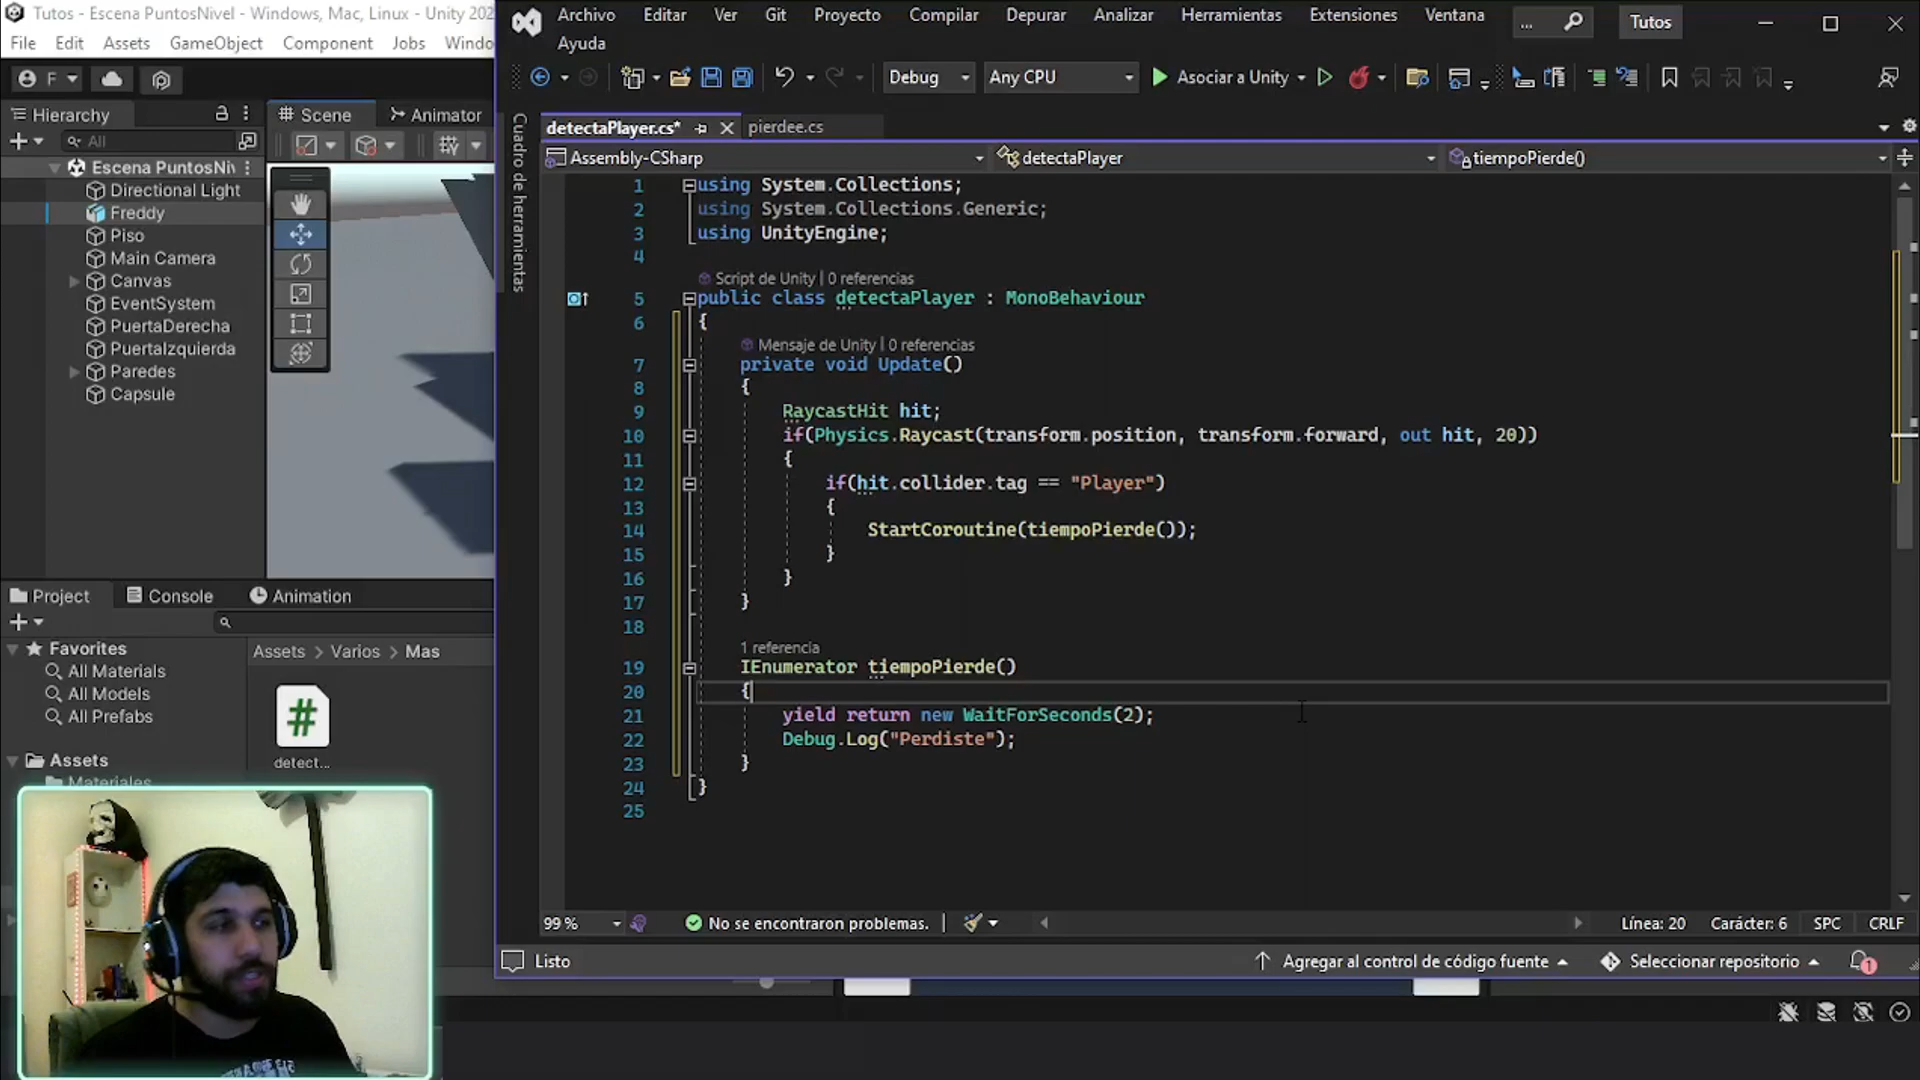 Tutos - Escena PuntosNivel - Windows, Mac, Linux - Unity 202
File Edit Assets GameObject Component Jobs Windo
F
Hierarchy
All
Escena PuntosNiv
Directional Light
Freddy
Piso
Main Camera
Canvas
EventSystem
PuertaDerecha
PuertaIzquierda
Paredes
Capsule
Scene
Animator
Project
Console
Animation
Favorites
All Materials
All Models
All Prefabs
Assets
Materiales
Assets > Varios > Mas
#
detect...
Archivo Editar Ver Git Proyecto Compilar Depurar Analizar Herramientas Extensiones Ventana
Ayuda
...
Tutos
Debug
Any CPU
Asociar a Unity
Cuadro de herramientas
detectaPlayer.cs*
pierdee.cs
Assembly-CSharp
detectaPlayer
tiempoPierde()
1 using System.Collections;
2 using System.Collections.Generic;
3 using UnityEngine;
4
Script de Unity | 0 referencias
5 public class detectaPlayer : MonoBehaviour
6 {
Mensaje de Unity | 0 referencias
7 private void Update()
8 {
9 RaycastHit hit;
10 if(Physics.Raycast(transform.position, transform.forward, out hit, 20))
11 {
12 if(hit.collider.tag == "Player")
13 {
14 StartCoroutine(tiempoPierde());
15 }
16 }
17 }
18
1 referencia
19 IEnumerator tiempoPierde()
20 {
21 yield return new WaitForSeconds(2);
22 Debug.Log("Perdiste");
23 }
24 }
25
99 %
No se encontraron problemas.
Línea: 20
Carácter: 6
SPC
CRLF
Listo
Agregar al control de código fuente
Seleccionar repositorio
1